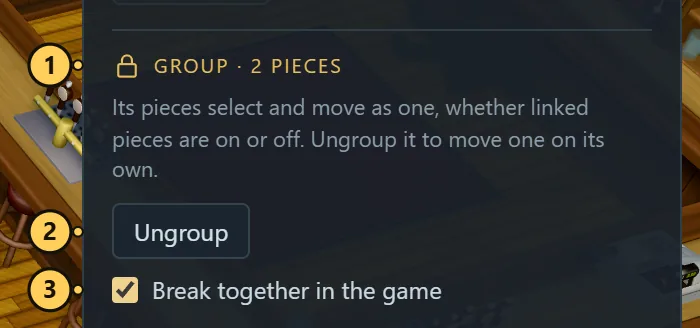 1
GROUP · 2 PIECES
Its pieces select and move as one, whether linked
pieces are on or off. Ungroup it to move one on its
own.
2
Ungroup
3
Break together in the game